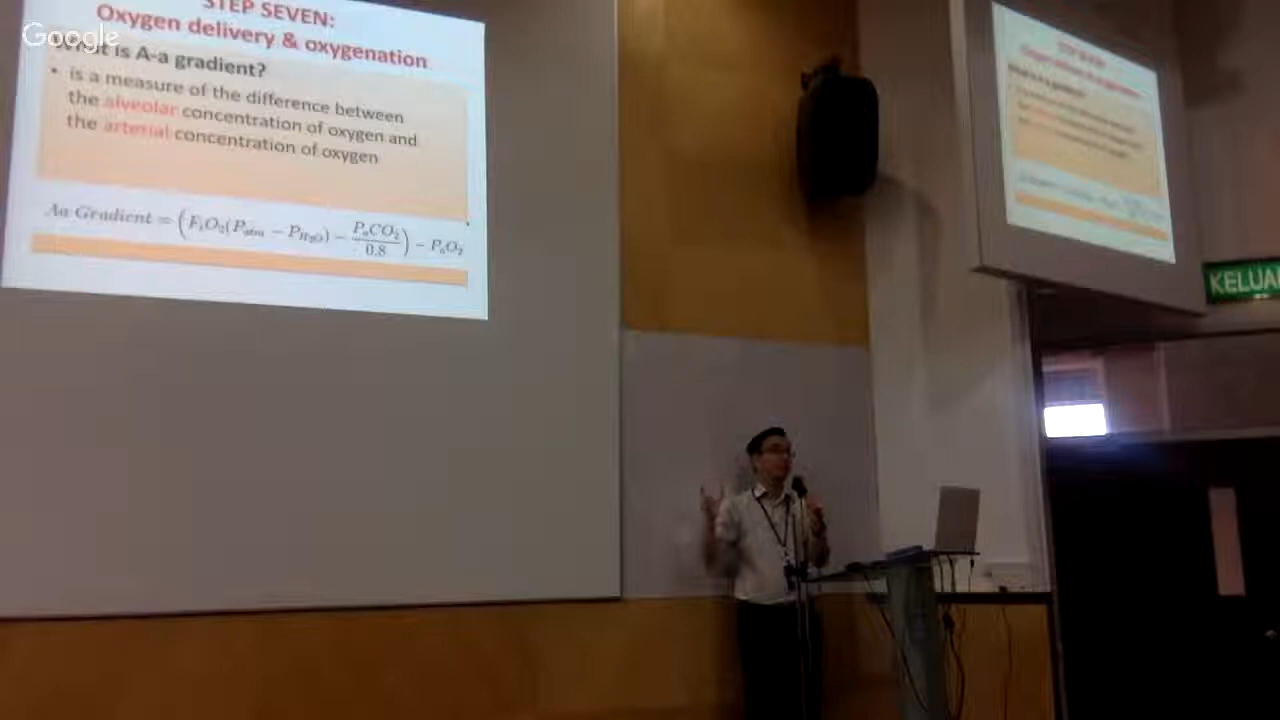 Google
STEP SEVEN:
Oxygen delivery & oxygenation
What is A-a gradient?
• is a measure of the difference between
the alveolar concentration of oxygen and
the arterial concentration of oxygen
Aa Gradient = (FiO2(Patm − PH2O) − PaCO2/0.8) − PaO2
KELUA